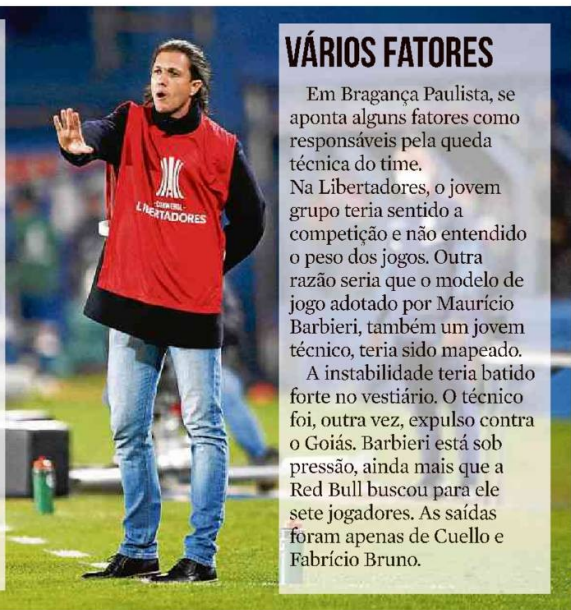 VÁRIOS FATORES
Em Bragança Paulista, se
aponta alguns fatores como
responsáveis pela queda
técnica do time.
Na Libertadores, o jovem
grupo teria sentido a
competição e não entendido
o peso dos jogos. Outra
razão seria que o modelo de
jogo adotado por Maurício
Barbieri, também um jovem
técnico, teria sido mapeado.
A instabilidade teria batido
forte no vestiário. O técnico
foi, outra vez, expulso contra
o Goiás. Barbieri está sob
pressão, ainda mais que a
Red Bull buscou para ele
sete jogadores. As saídas
foram apenas de Cuello e
Fabrício Bruno.
CONMEBOL
LIBERTADORES